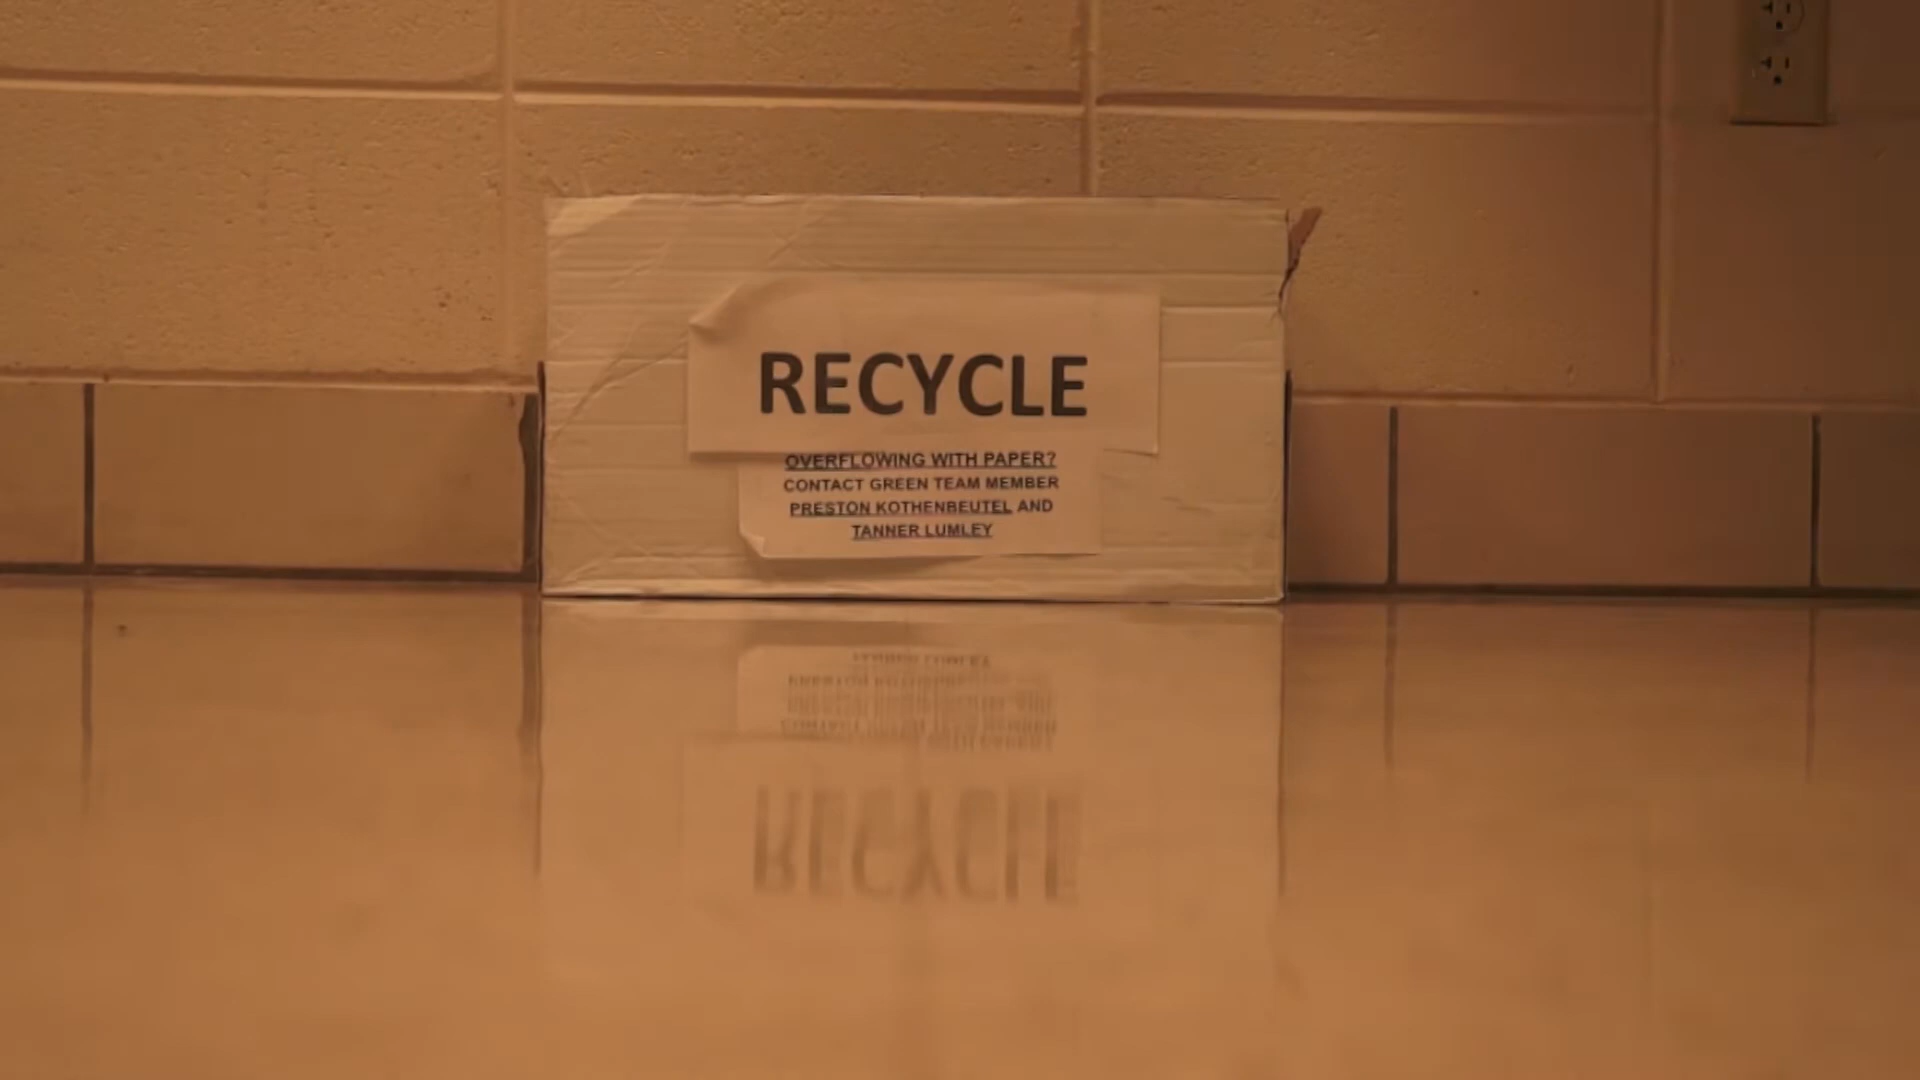 RECYCLE
OVERFLOWING WITH PAPER?
CONTACT GREEN TEAM MEMBER
PRESTON KOTHENBEUTEL AND
TANNER LUMLEY